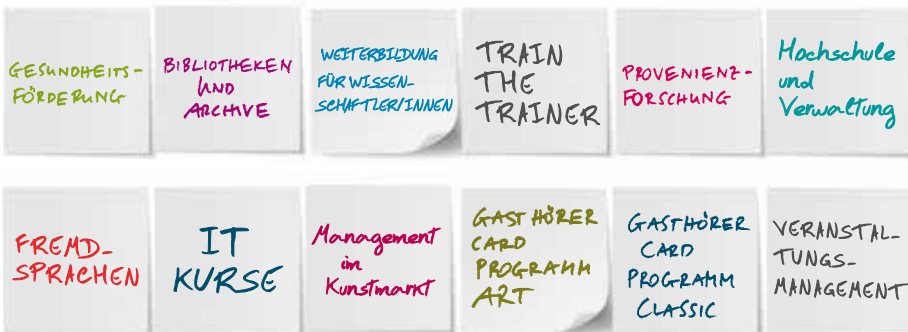 GESUNDHEITS-
FÖRDERUNG
BIBLIOTHEKEN
UND
ARCHIVE
WEITERBILDUNG
FÜR WISSEN-
SCHAFTLER/INNEN
TRAIN
THE
TRAINER
PROVENIENZ-
FORSCHUNG
Hochschule
und
Verwaltung
FREMD-
SPRACHEN
IT
KURSE
Management
im
Kunstmarkt
GASTHÖRER
CARD
PROGRAMM
ART
GASTHÖRER
CARD
PROGRAMM
CLASSIC
VERANSTAL-
TUNGS-
MANAGEMENT